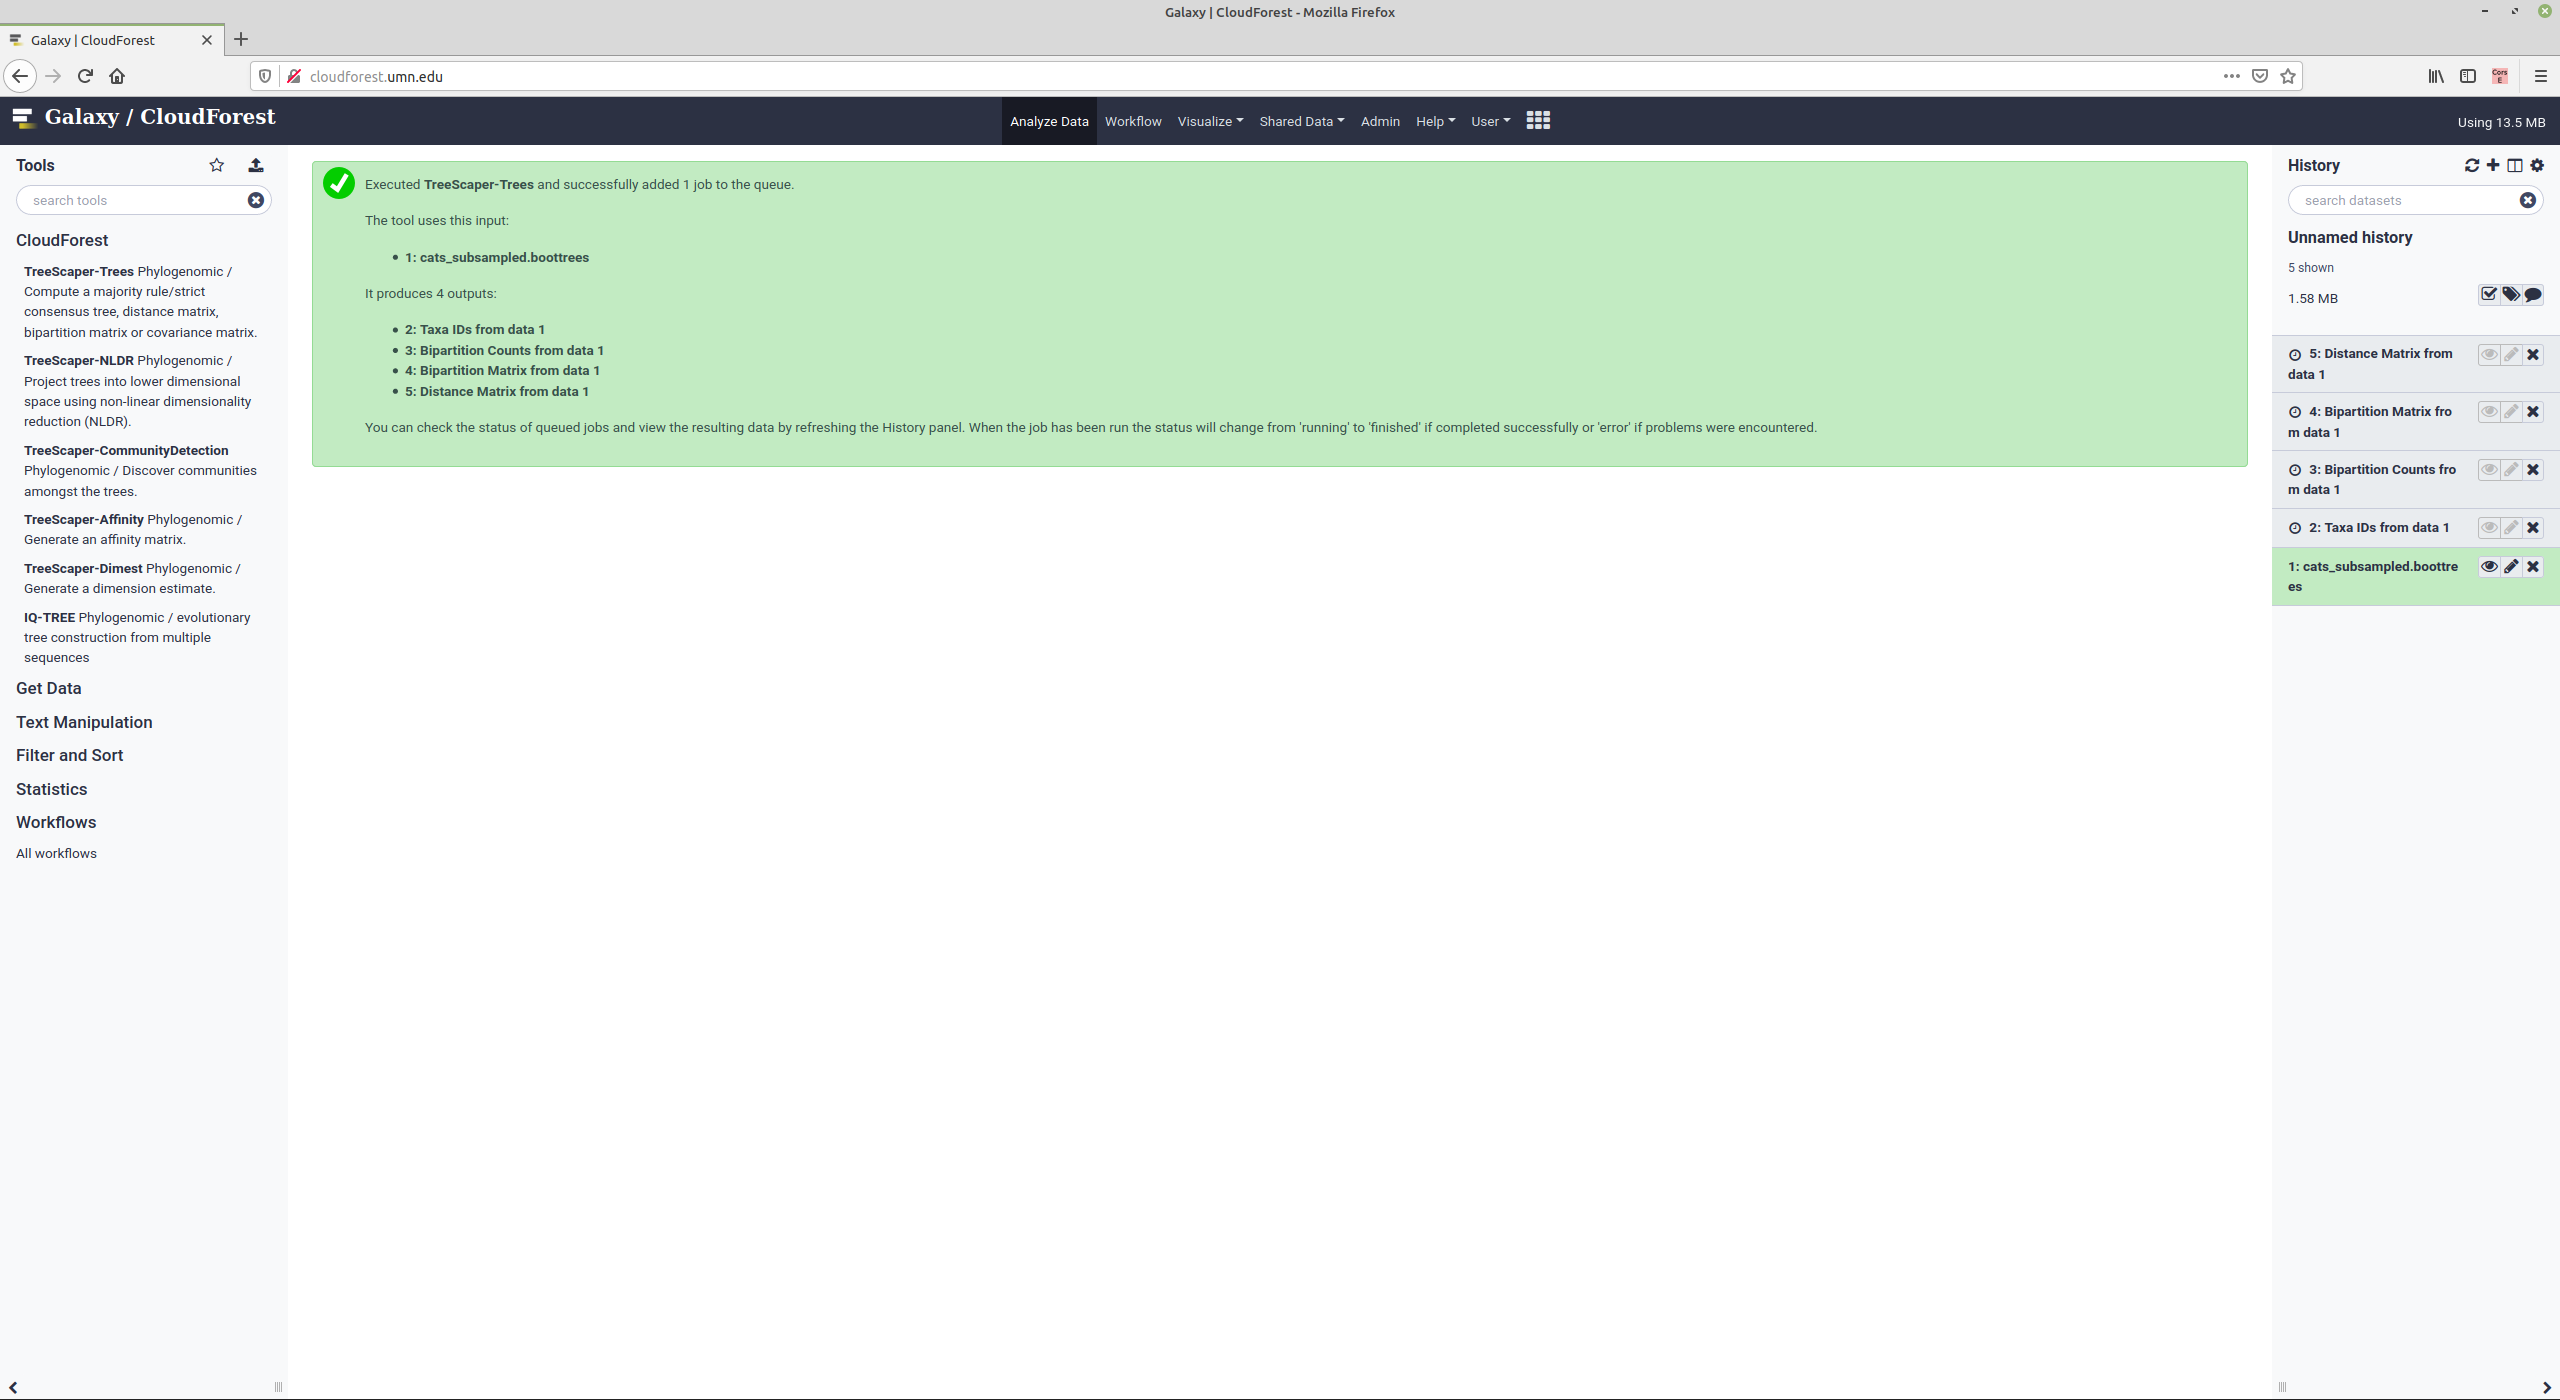 Galaxy | CloudForest - Mozilla Firefox
Galaxy | CloudForest
cloudforest.umn.edu
Cors
E
Galaxy / CloudForest
Analyze Data
Workflow
Visualize
Shared Data
Admin
Help
User
Using 13.5 MB
Tools
search tools
CloudForest
TreeScaper-Trees Phylogenomic /
Compute a majority rule/strict
consensus tree, distance matrix,
bipartition matrix or covariance matrix.
TreeScaper-NLDR Phylogenomic /
Project trees into lower dimensional
space using non-linear dimensionality
reduction (NLDR).
TreeScaper-CommunityDetection
Phylogenomic / Discover communities
amongst the trees.
TreeScaper-Affinity Phylogenomic /
Generate an affinity matrix.
TreeScaper-Dimest Phylogenomic /
Generate a dimension estimate.
IQ-TREE Phylogenomic / evolutionary
tree construction from multiple
sequences
Get Data
Text Manipulation
Filter and Sort
Statistics
Workflows
All workflows
Executed TreeScaper-Trees and successfully added 1 job to the queue.
The tool uses this input:
• 1: cats_subsampled.boottrees
It produces 4 outputs:
• 2: Taxa IDs from data 1
• 3: Bipartition Counts from data 1
• 4: Bipartition Matrix from data 1
• 5: Distance Matrix from data 1
You can check the status of queued jobs and view the resulting data by refreshing the History panel. When the job has been run the status will change from 'running' to 'finished' if completed successfully or 'error' if problems were encountered.
History
search datasets
Unnamed history
5 shown
1.58 MB
5: Distance Matrix from
data 1
4: Bipartition Matrix fro
m data 1
3: Bipartition Counts fro
m data 1
2: Taxa IDs from data 1
1: cats_subsampled.boottre
es